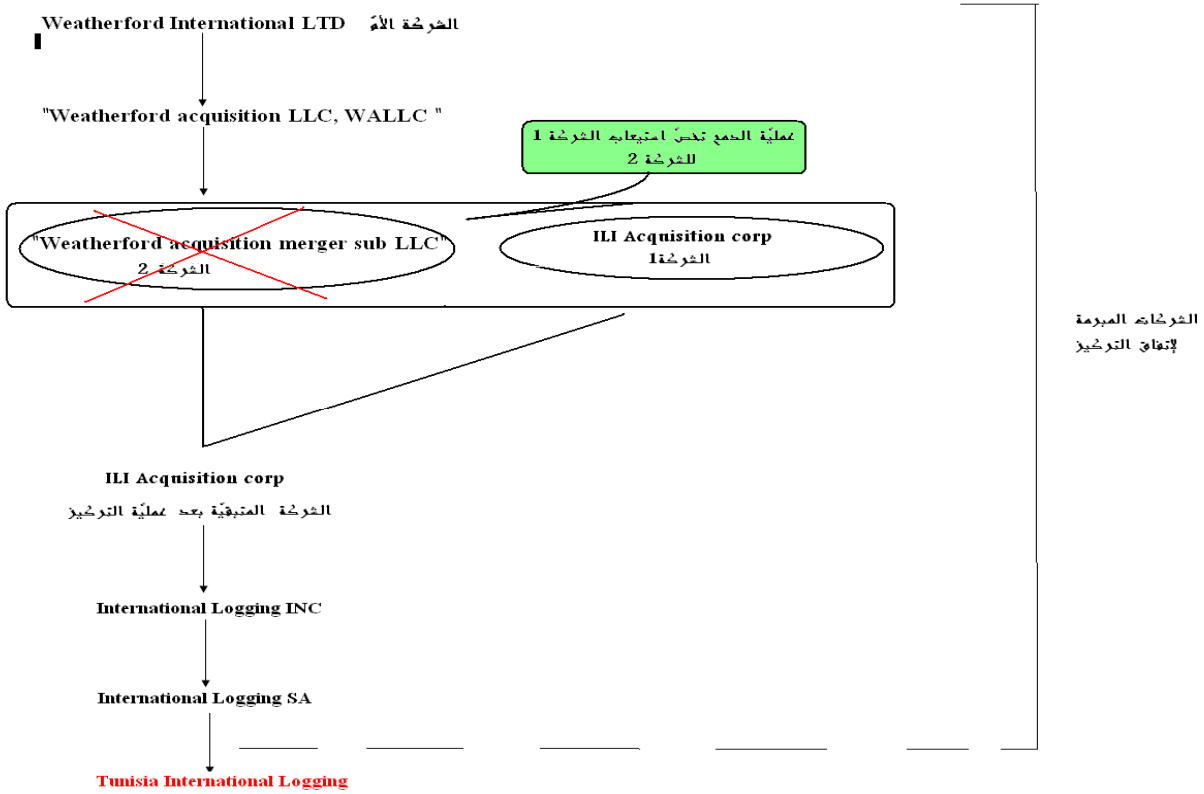 Weatherford International LTD الشركة الأمّ
"Weatherford acquisition LLC, WALLC "
عمليّة الدمج تخصّ استيعاب الشركة 1
للشركة 2
"Weatherford acquisition merger sub LLC"
الشركة 2
ILI Acquisition corp
الشركة1
الشركات المبرمة
لإتفاق التركيز
ILI Acquisition corp
الشركة المتبقيّة بعد عمليّة التركيز
International Logging INC
International Logging SA
Tunisia International Logging